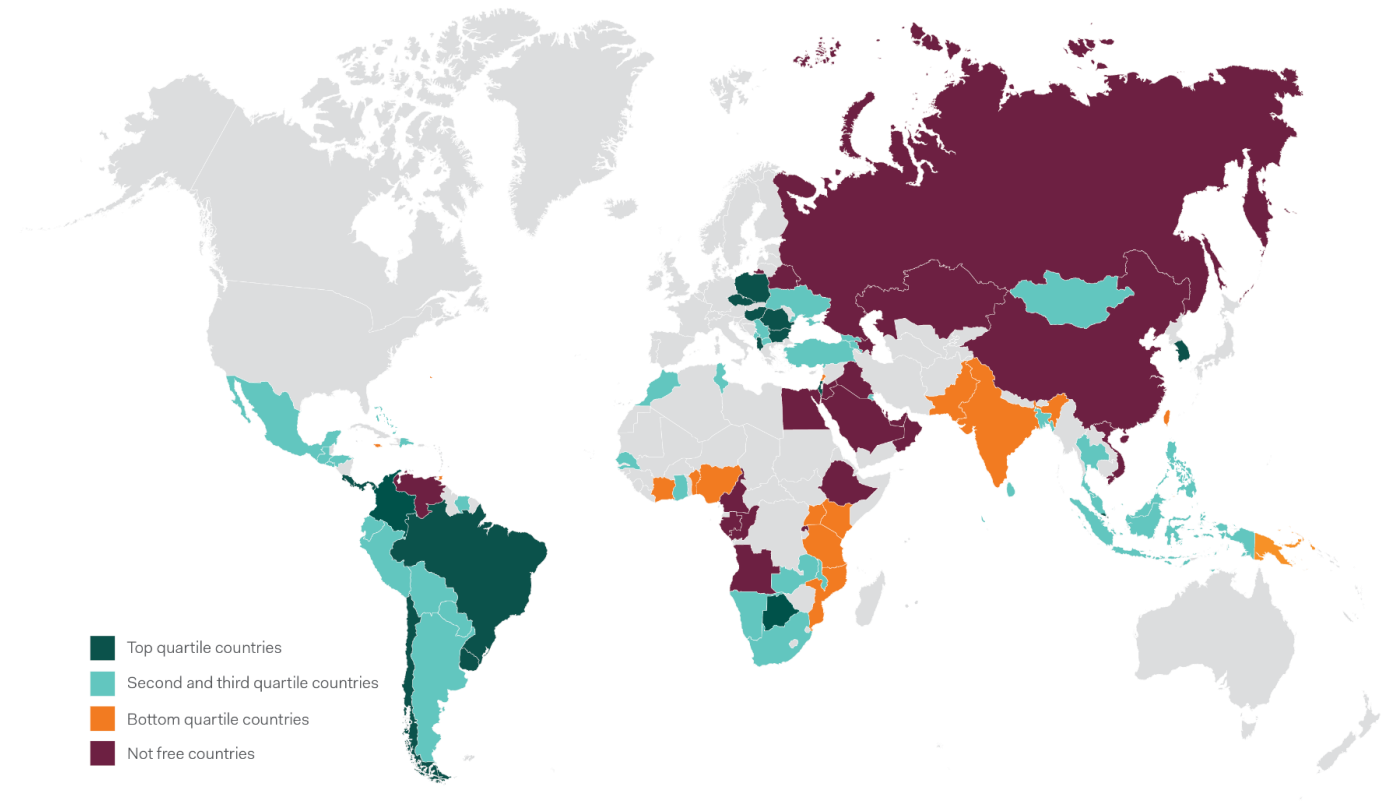 Top quartile countries
Second and third quartile countries
Bottom quartile countries
Not free countries